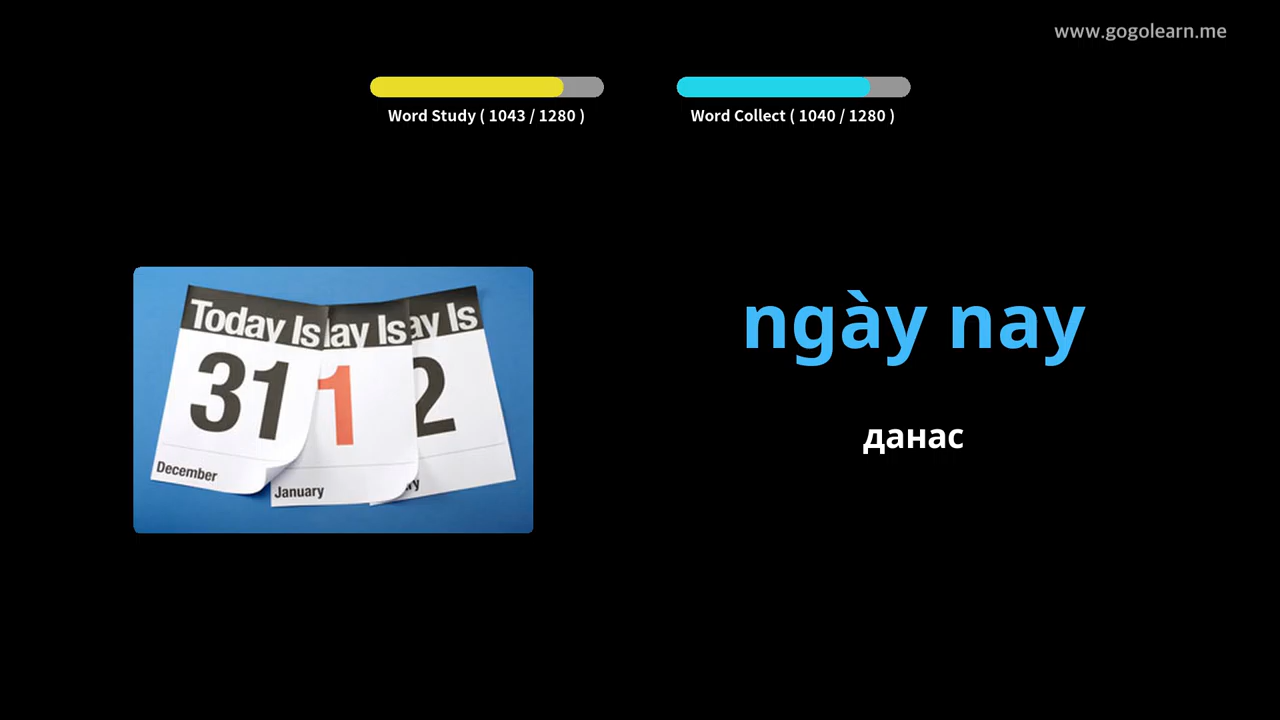 www.gogolearn.me
Word Study ( 1043 / 1280 )
Word Collect ( 1040 / 1280 )
Today Is
31
December
ay Is
1
January
ay Is
2
ngày nay
данас